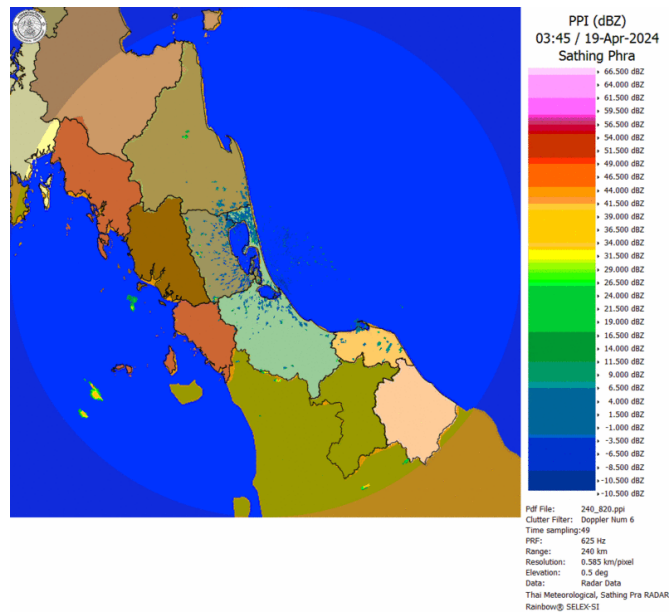 PPI (dBZ)
03:45 / 19-Apr-2024
Sathing Phra
66.500 dBZ
64.000 dBZ
61.500 dBZ
59.500 dBZ
56.500 dBZ
54.000 dBZ
51.500 dBZ
49.000 dBZ
46.500 dBZ
44.000 dBZ
41.500 dBZ
39.000 dBZ
36.500 dBZ
34.000 dBZ
31.500 dBZ
29.000 dBZ
26.500 dBZ
24.000 dBZ
21.500 dBZ
19.000 dBZ
16.500 dBZ
14.000 dBZ
11.500 dBZ
9.000 dBZ
6.500 dBZ
4.000 dBZ
1.500 dBZ
-1.000 dBZ
-3.500 dBZ
-6.500 dBZ
-8.500 dBZ
-10.500 dBZ
-10.500 dBZ
Pdf File: 240_820.ppi
Clutter Filter: Doppler Num 6
Time sampling:49
PRF: 625 Hz
Range: 240 km
Resolution: 0.585 km/pixel
Elevation: 0.5 deg
Data: Radar Data
Thai Meteorological, Sathing Pra RADAR
Rainbow® SELEX-SI